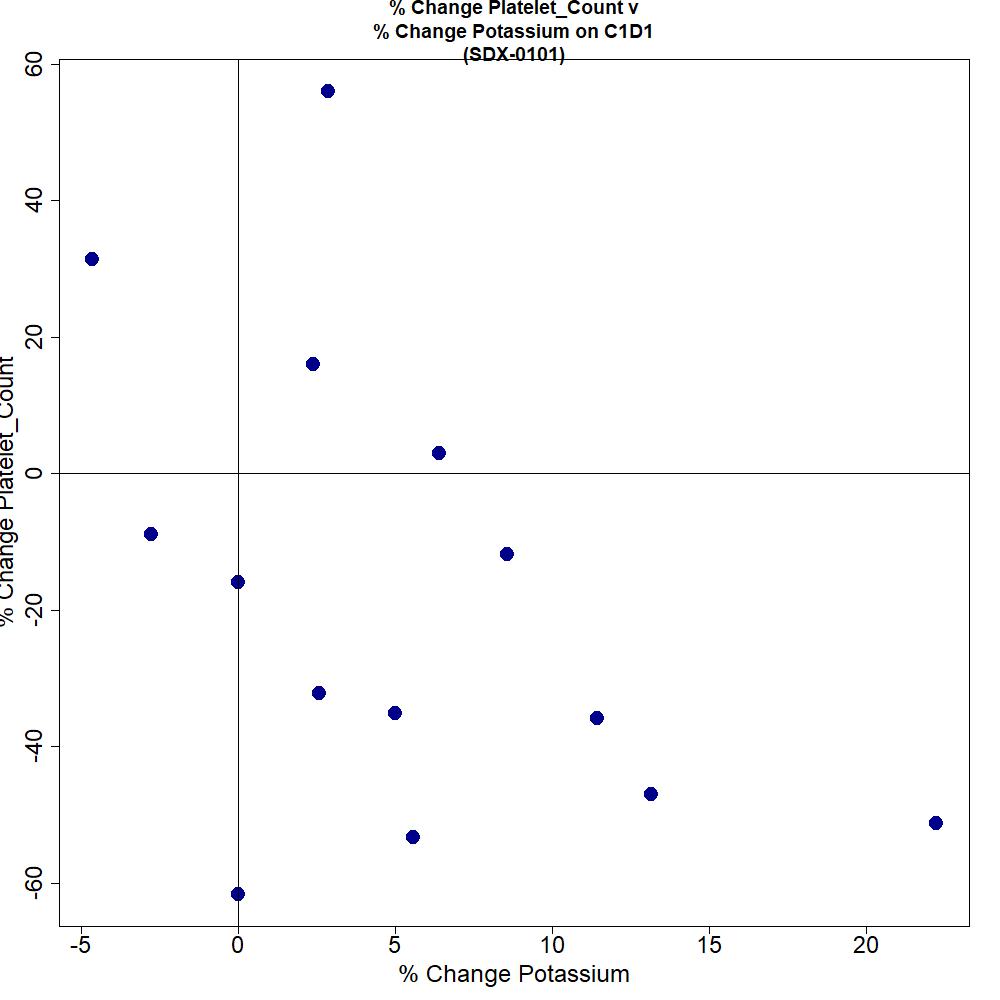 % Change Platelet_Count v
% Change Potassium on C1D1
(SDX-0101)
60
40
20
0
-20
-40
-60
% Change Platelet_Count
-5
0
5
10
15
20
% Change Potassium